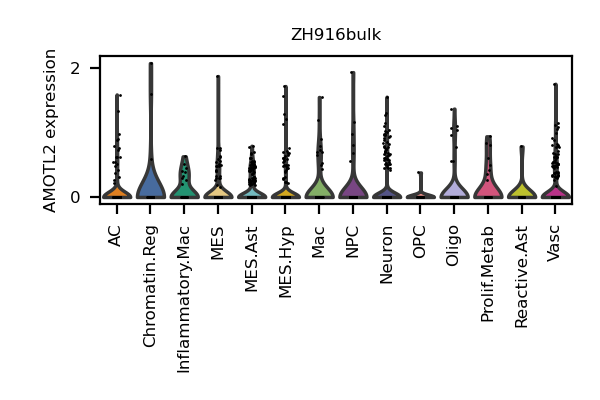 ZH916bulk
AMOTL2 expression
2
0
AC
Chromatin.Reg
Inflammatory.Mac
MES
MES.Ast
MES.Hyp
Mac
NPC
Neuron
OPC
Oligo
Prolif.Metab
Reactive.Ast
Vasc